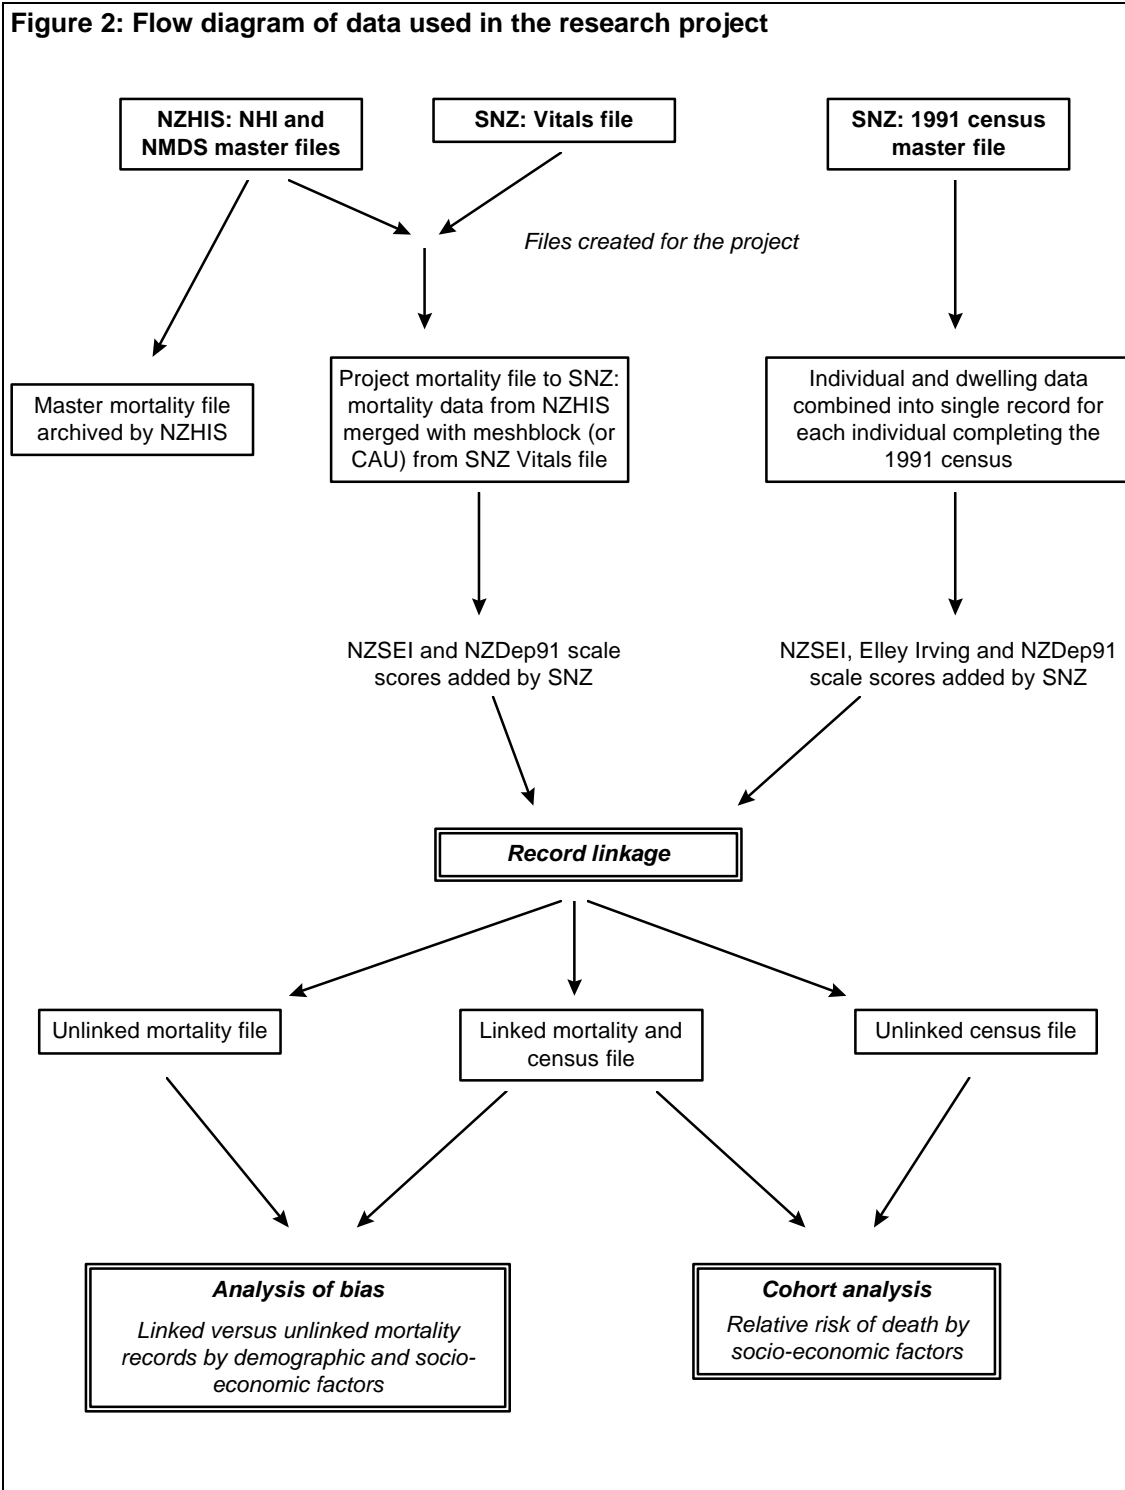 Figure 2: Flow diagram of data used in the research project
NZHIS: NHI and
NMDS master files
SNZ: Vitals file
SNZ: 1991 census
master file
Files created for the project
Master mortality file
archived by NZHIS
Project mortality file to SNZ:
mortality data from NZHIS
merged with meshblock (or
CAU) from SNZ Vitals file
Individual and dwelling data
combined into single record for
each individual completing the
1991 census
NZSEI and NZDep91 scale
scores added by SNZ
NZSEI, Elley Irving and NZDep91
scale scores added by SNZ
Record linkage
Unlinked mortality file
Linked mortality and
census file
Unlinked census file
Analysis of bias
Linked versus unlinked mortality
records by demographic and socio-
economic factors
Cohort analysis
Relative risk of death by
socio-economic factors